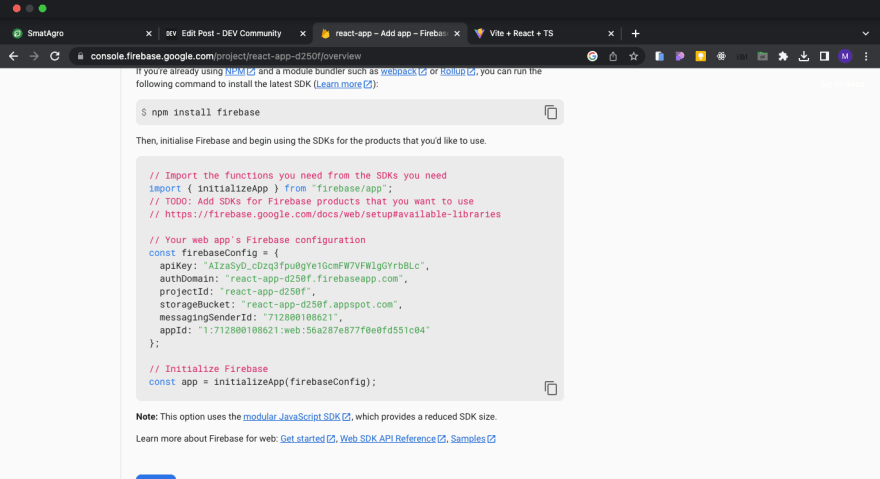 SmatAgro
DEV Edit Post - DEV Community
react-app – Add app – Firebas
Vite + React + TS
console.firebase.google.com/project/react-app-d250f/overview
If you're already using NPM and a module bundler such as webpack or Rollup, you can run the
following command to install the latest SDK (Learn more):
$ npm install firebase
Then, initialise Firebase and begin using the SDKs for the products that you'd like to use.
// Import the functions you need from the SDKs you need
import { initializeApp } from "firebase/app";
// TODO: Add SDKs for Firebase products that you want to use
// https://firebase.google.com/docs/web/setup#available-libraries
// Your web app's Firebase configuration
const firebaseConfig = {
apiKey: "AIzaSyD_cDzq3fpu0gYe1GcmFW7VFWlgGYrbBLc",
authDomain: "react-app-d250f.firebaseapp.com",
projectId: "react-app-d250f",
storageBucket: "react-app-d250f.appspot.com",
messagingSenderId: "712800108621",
appId: "1:712800108621:web:56a287e877f0e0fd551c04"
};
// Initialize Firebase
const app = initializeApp(firebaseConfig);
Note: This option uses the modular JavaScript SDK, which provides a reduced SDK size.
Learn more about Firebase for web: Get started, Web SDK API Reference, Samples